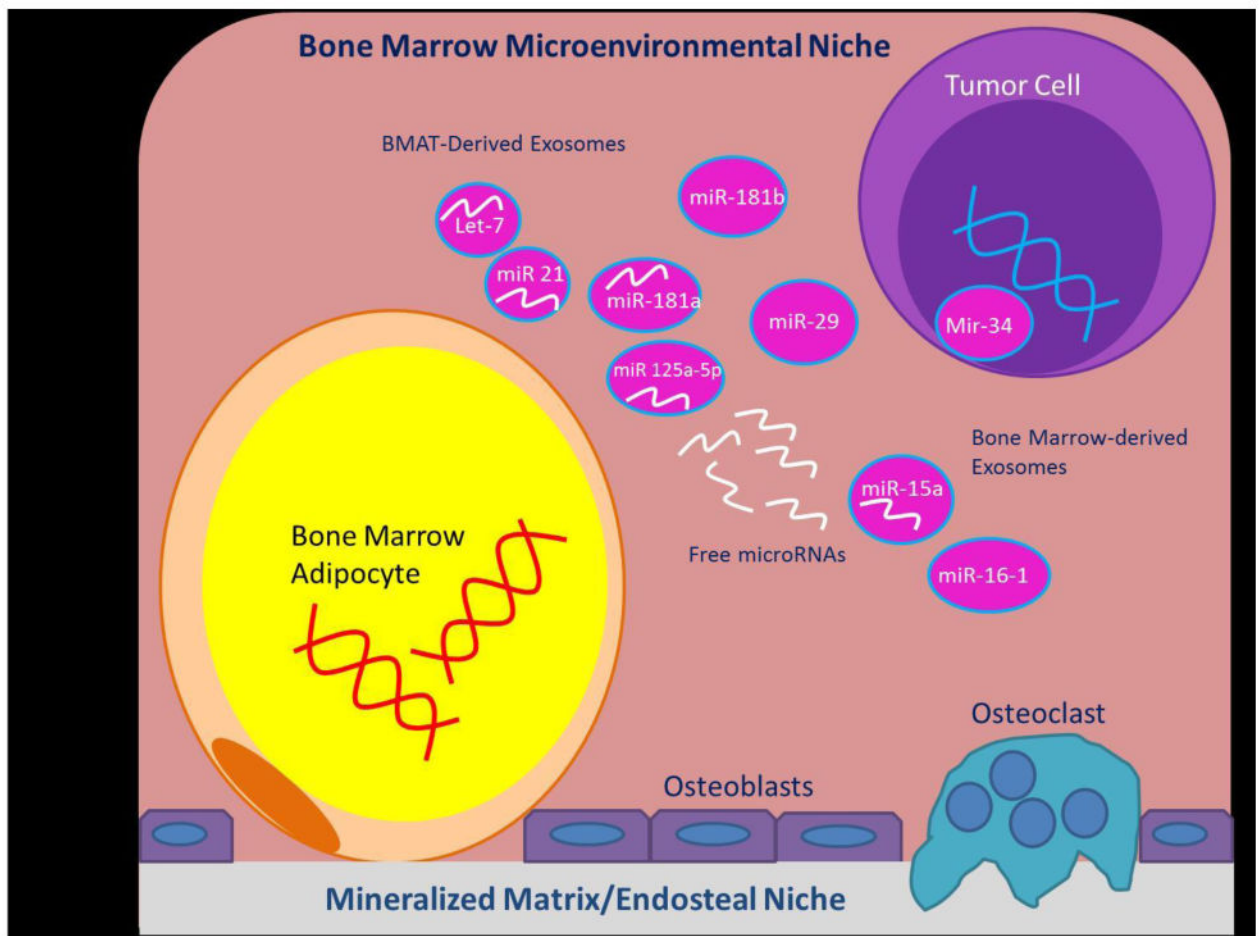 Bone Marrow Microenvironmental Niche
Tumor Cell
BMAT-Derived Exosomes
miR-181b
Let-7
miR 21
miR-181a
miR-29
Mir-34
miR 125a-5p
Bone Marrow-derived
Exosomes
miR-15a
Free microRNAs
miR-16-1
Bone Marrow
Adipocyte
Osteoclast
Osteoblasts
Mineralized Matrix/Endosteal Niche